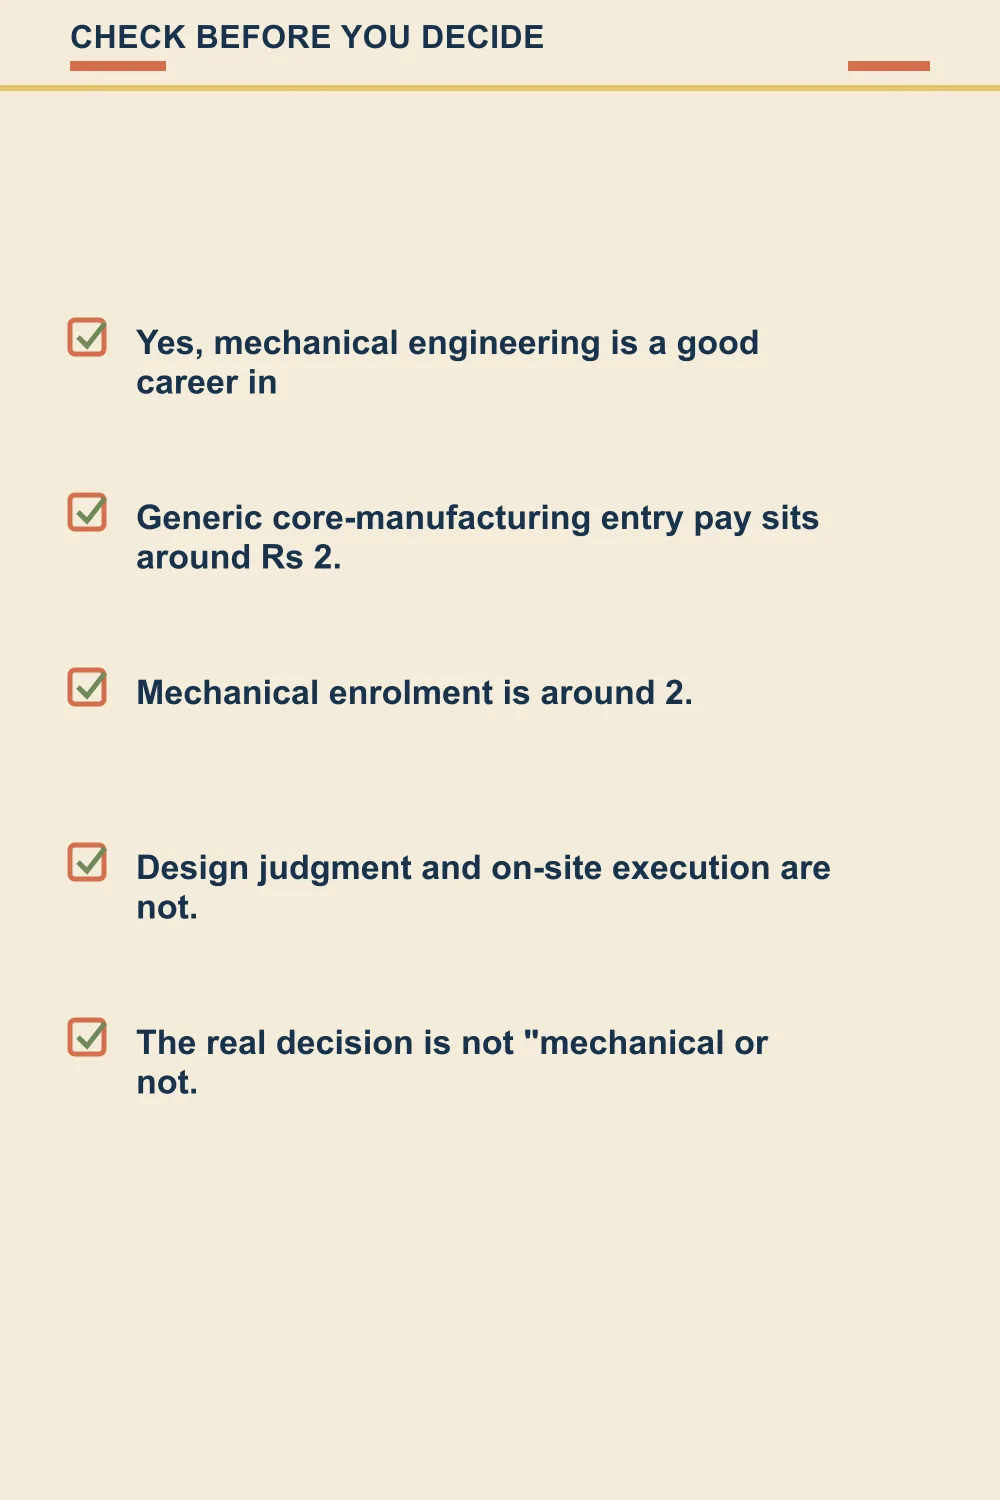 CHECK BEFORE YOU DECIDE
Yes, mechanical engineering is a good
career in
Generic core-manufacturing entry pay sits
around Rs 2.
Mechanical enrolment is around 2.
Design judgment and on-site execution are
not.
The real decision is not "mechanical or
not.